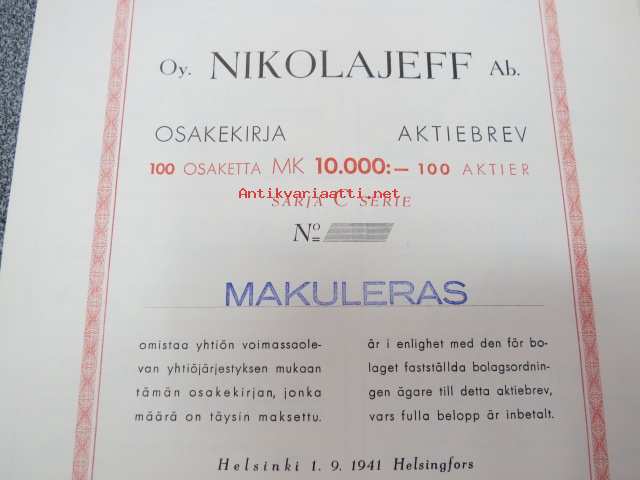 Oy. NIKOLAJEFF Ab.
OSAKEKIRJA AKTIEBREV
100 OSAKETTA MK 10.000:— 100 AKTIER
Antikvariaatti.net
SARJA C SERIE
No
MAKULERAS
omistaa yhtiön voimassaole-
van yhtiöjärjestyksen mukaan
tämän osakekirjan, jonka
määrä on täysin maksettu.
är i enlighet med den för bo-
laget fastställda bolagsordnin-
gen ägare till detta aktiebrev,
vars fulla belopp är inbetalt.
Helsinki 1. 9. 1941 Helsingfors